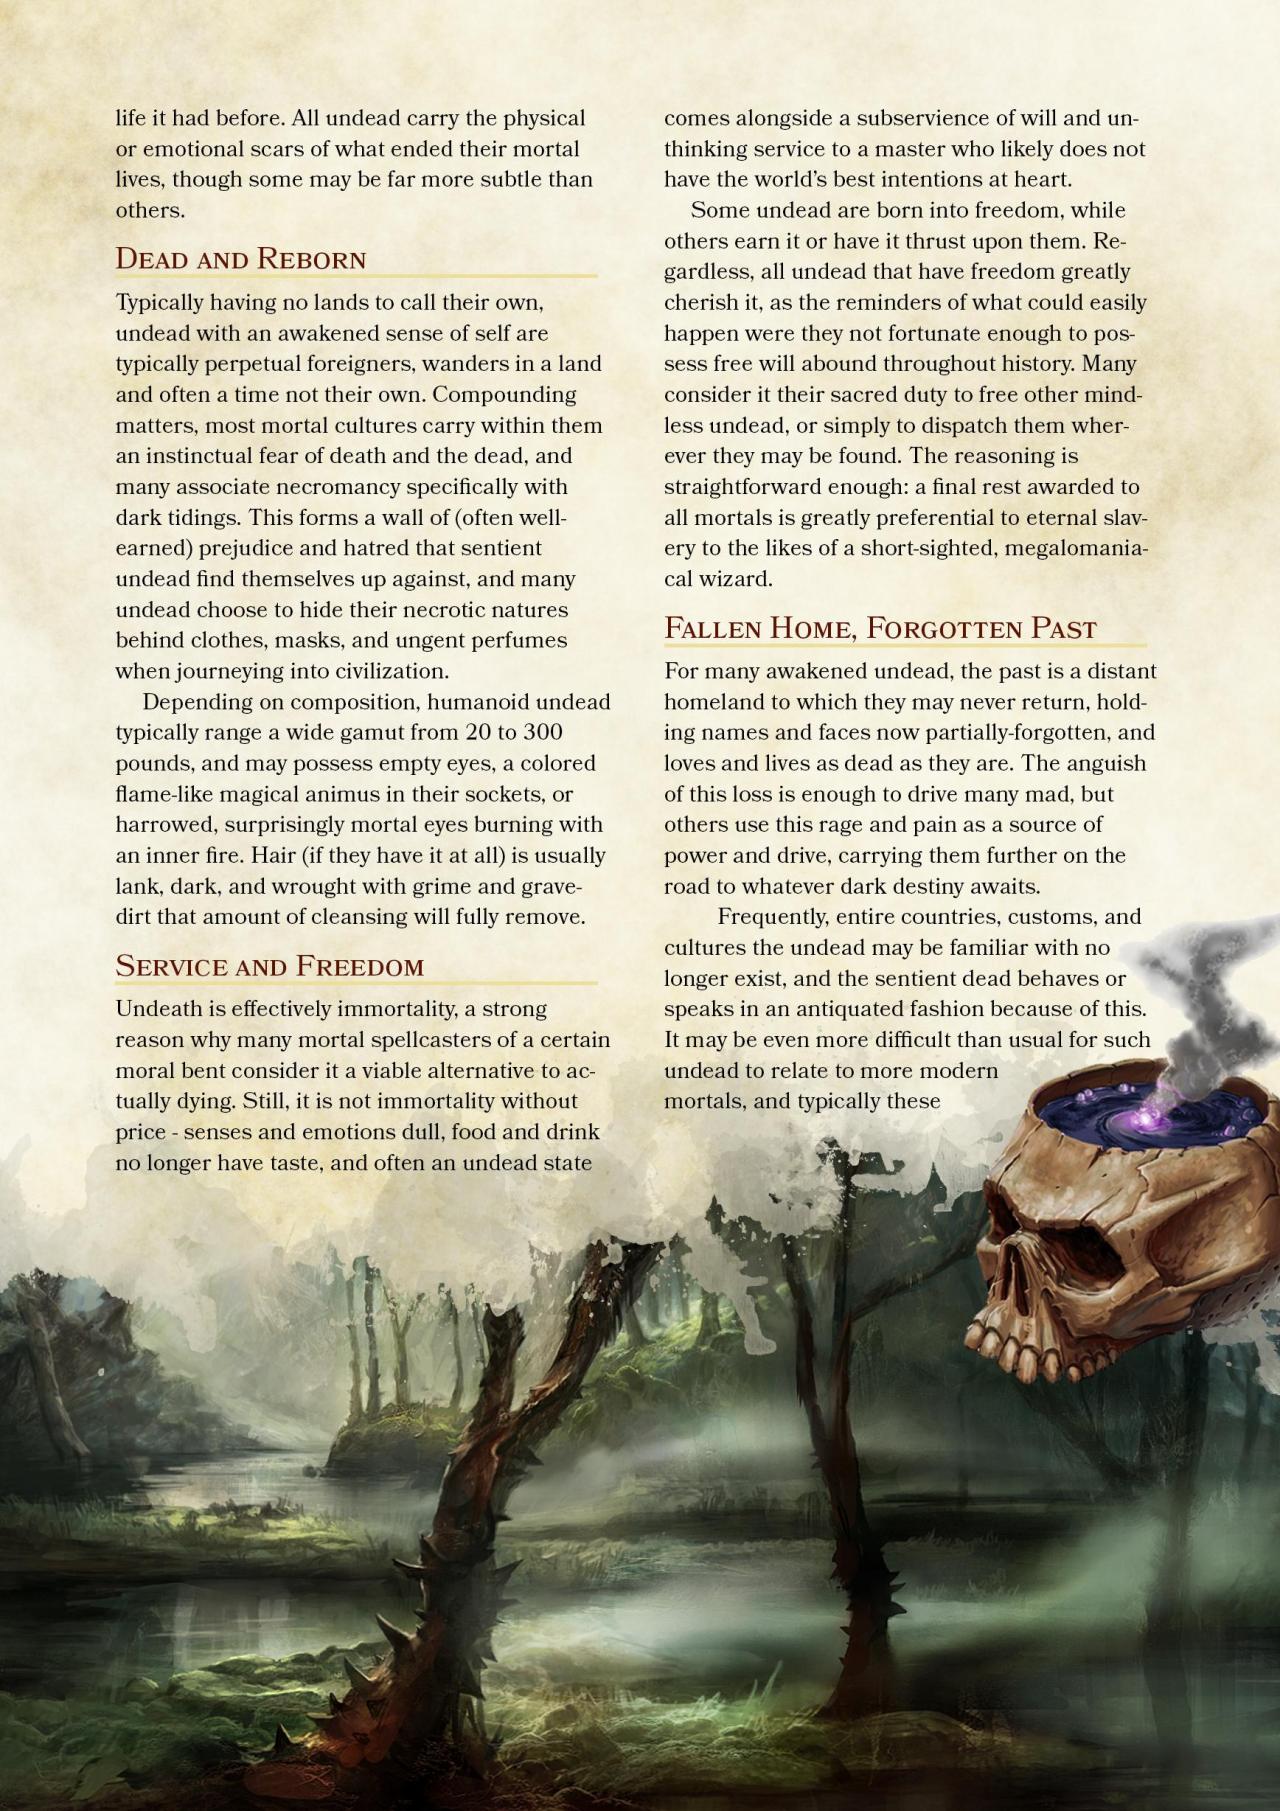 life it had before. All undead carry the physical
or emotional scars of what ended their mortal
lives, though some may be far more subtle than
others.
Dead and Reborn
Typically having no lands to call their own,
undead with an awakened sense of self are
typically perpetual foreigners, wanders in a land
and often a time not their own. Compounding
matters, most mortal cultures carry within them
an instinctual fear of death and the dead, and
many associate necromancy specifically with
dark tidings. This forms a wall of (often well-
earned) prejudice and hatred that sentient
undead find themselves up against, and many
undead choose to hide their necrotic natures
behind clothes, masks, and ungent perfumes
when journeying into civilization.
Depending on composition, humanoid undead
typically range a wide gamut from 20 to 300
pounds, and may possess empty eyes, a colored
flame-like magical animus in their sockets, or
harrowed, surprisingly mortal eyes burning with
an inner fire. Hair (if they have it at all) is usually
lank, dark, and wrought with grime and grave-
dirt that amount of cleansing will fully remove.
Service and Freedom
Undeath is effectively immortality, a strong
reason why many mortal spellcasters of a certain
moral bent consider it a viable alternative to ac-
tually dying. Still, it is not immortality without
price - senses and emotions dull, food and drink
no longer have taste, and often an undead state
comes alongside a subservience of will and un-
thinking service to a master who likely does not
have the world's best intentions at heart.
Some undead are born into freedom, while
others earn it or have it thrust upon them. Re-
gardless, all undead that have freedom greatly
cherish it, as the reminders of what could easily
happen were they not fortunate enough to pos-
sess free will abound throughout history. Many
consider it their sacred duty to free other mind-
less undead, or simply to dispatch them wher-
ever they may be found. The reasoning is
straightforward enough: a final rest awarded to
all mortals is greatly preferential to eternal slav-
ery to the likes of a short-sighted, megalomania-
cal wizard.
Fallen Home, Forgotten Past
For many awakened undead, the past is a distant
homeland to which they may never return, hold-
ing names and faces now partially-forgotten, and
loves and lives as dead as they are. The anguish
of this loss is enough to drive many mad, but
others use this rage and pain as a source of
power and drive, carrying them further on the
road to whatever dark destiny awaits.
Frequently, entire countries, customs, and
cultures the undead may be familiar with no
longer exist, and the sentient dead behaves or
speaks in an antiquated fashion because of this.
It may be even more difficult than usual for such
undead to relate to more modern
mortals, and typically these